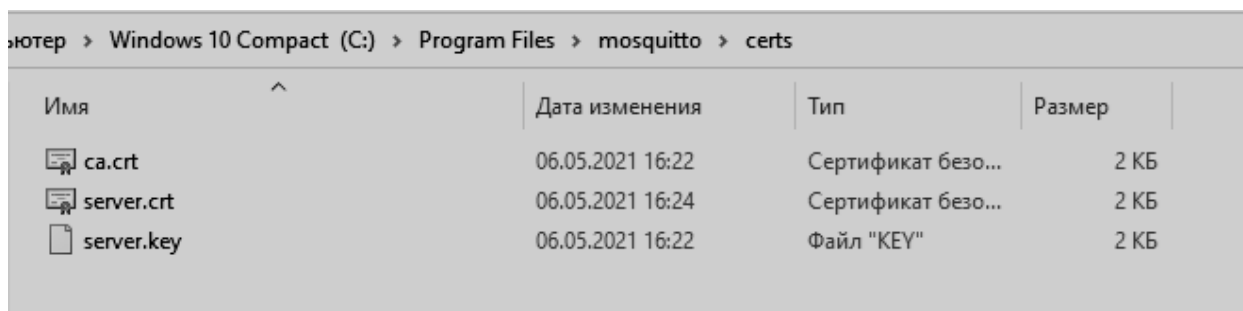 ьютер > Windows 10 Compact (C:) > Program Files > mosquitto > certs
Имя Дата изменения Тип Размер
ca.crt 06.05.2021 16:22 Сертификат безо... 2 КБ
server.crt 06.05.2021 16:24 Сертификат безо... 2 КБ
server.key 06.05.2021 16:22 Файл "KEY" 2 КБ